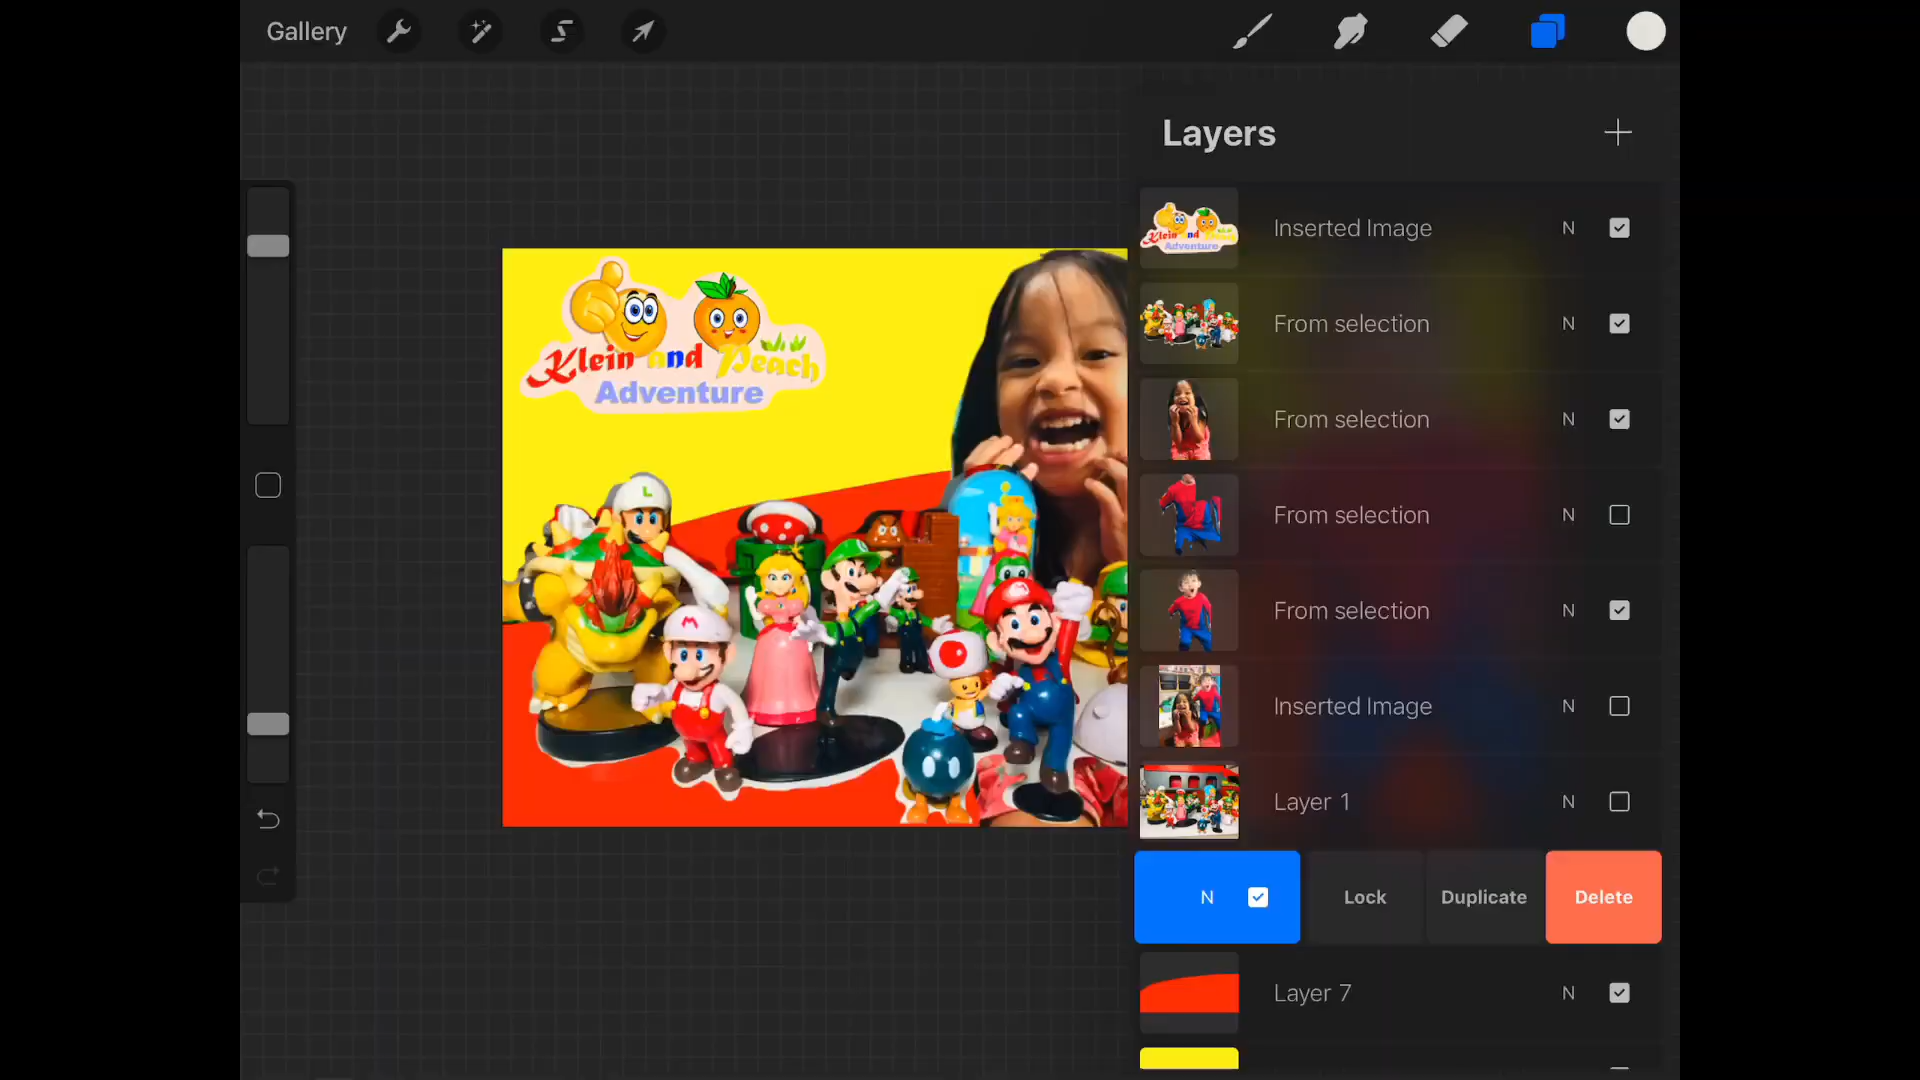 Gallery
Layers
Klein and Peach
Adventure
L
M
Inserted Image N
From selection N
From selection N
From selection N
From selection N
Inserted Image N
Layer 1 N
N Lock Duplicate Delete
Layer 7 N